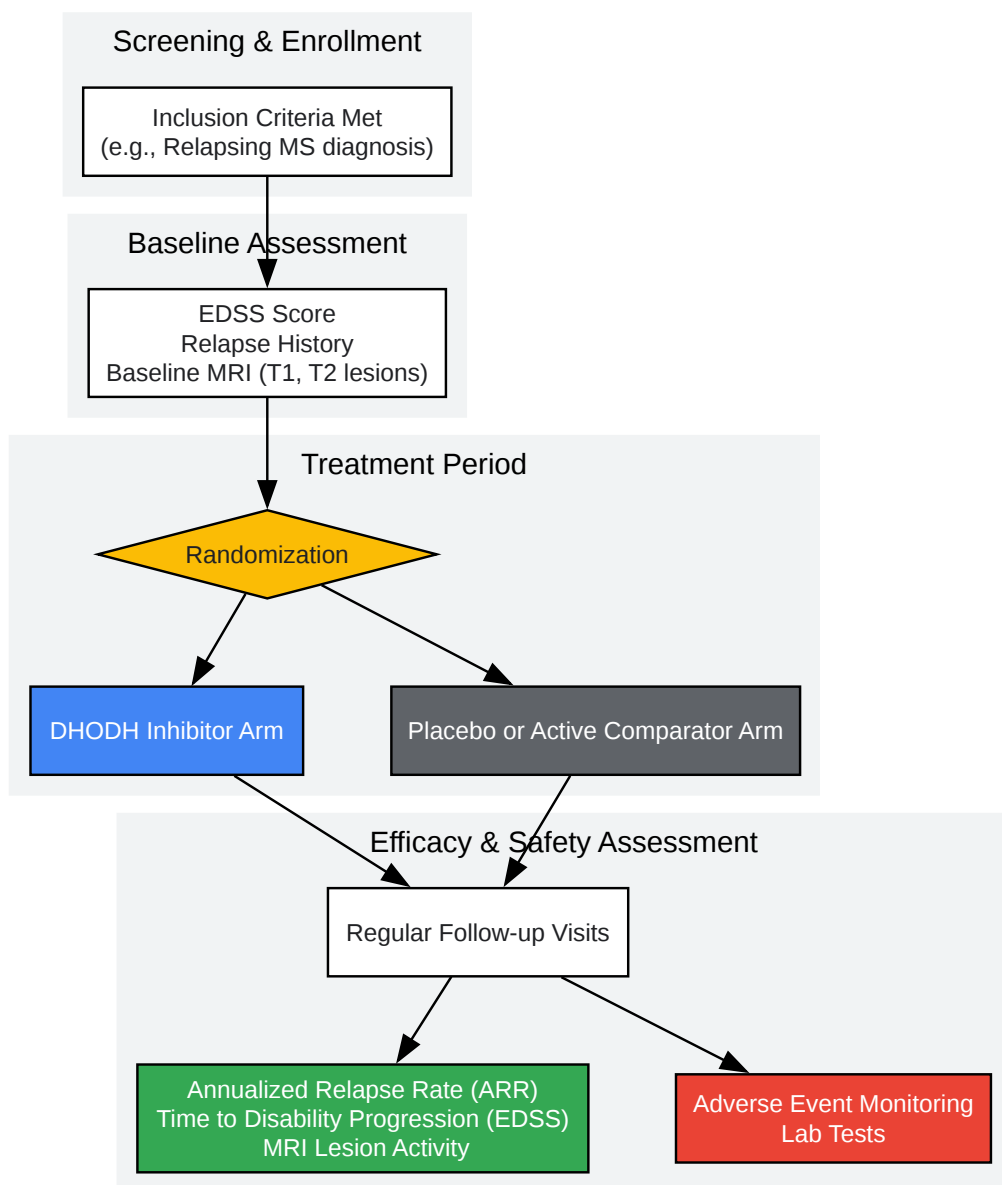 Screening & Enrollment
Inclusion Criteria Met
(e.g., Relapsing MS diagnosis)
Baseline Assessment
EDSS Score
Relapse History
Baseline MRI (T1, T2 lesions)
Treatment Period
Randomization
DHODH Inhibitor Arm
Placebo or Active Comparator Arm
Efficacy & Safety Assessment
Regular Follow-up Visits
Annualized Relapse Rate (ARR)
Time to Disability Progression (EDSS)
MRI Lesion Activity
Adverse Event Monitoring
Lab Tests